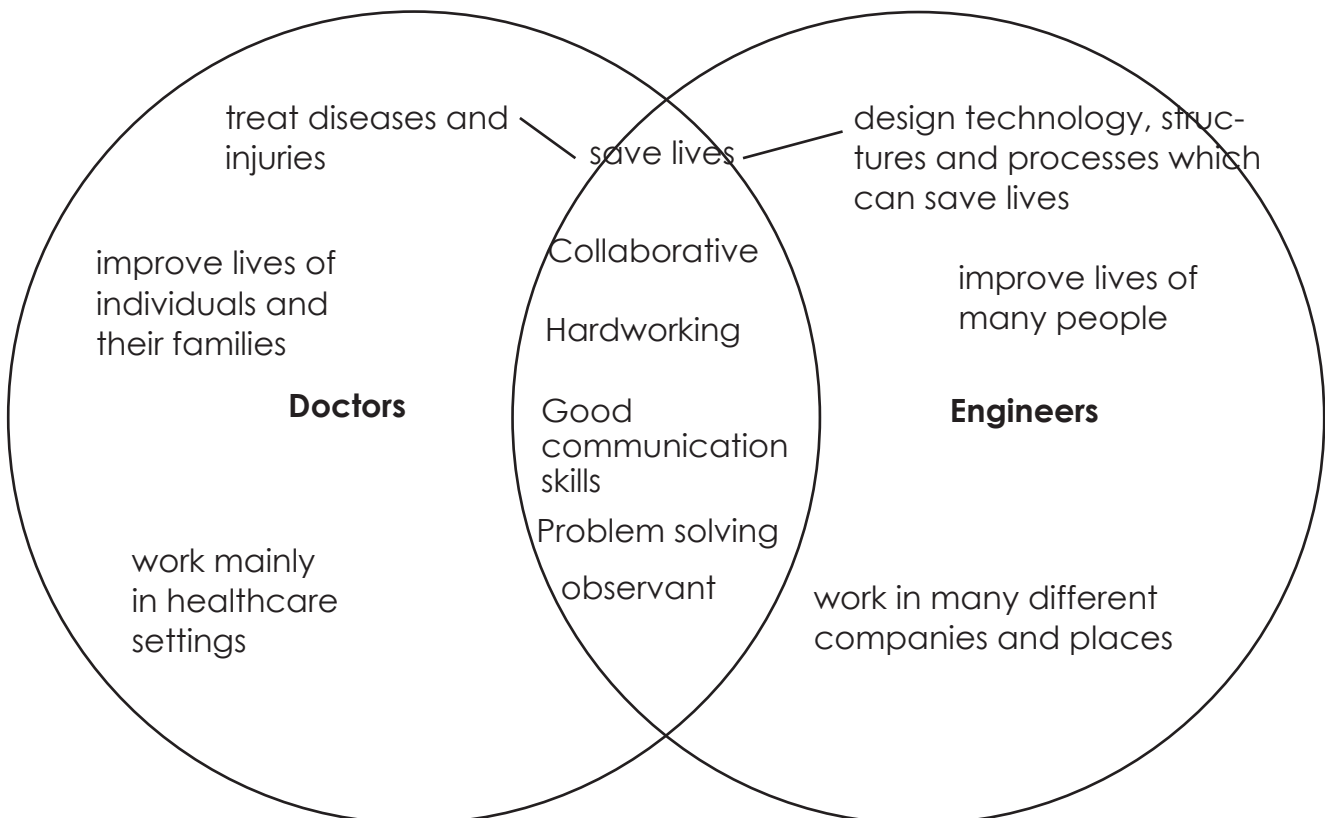 treat diseases and
injuries
improve lives of
individuals and
their families
Doctors
work mainly
in healthcare
settings
save lives
Collaborative
Hardworking
Good
communication
skills
Problem solving
observant
design technology, struc-
tures and processes which
can save lives
improve lives of
many people
Engineers
work in many different
companies and places